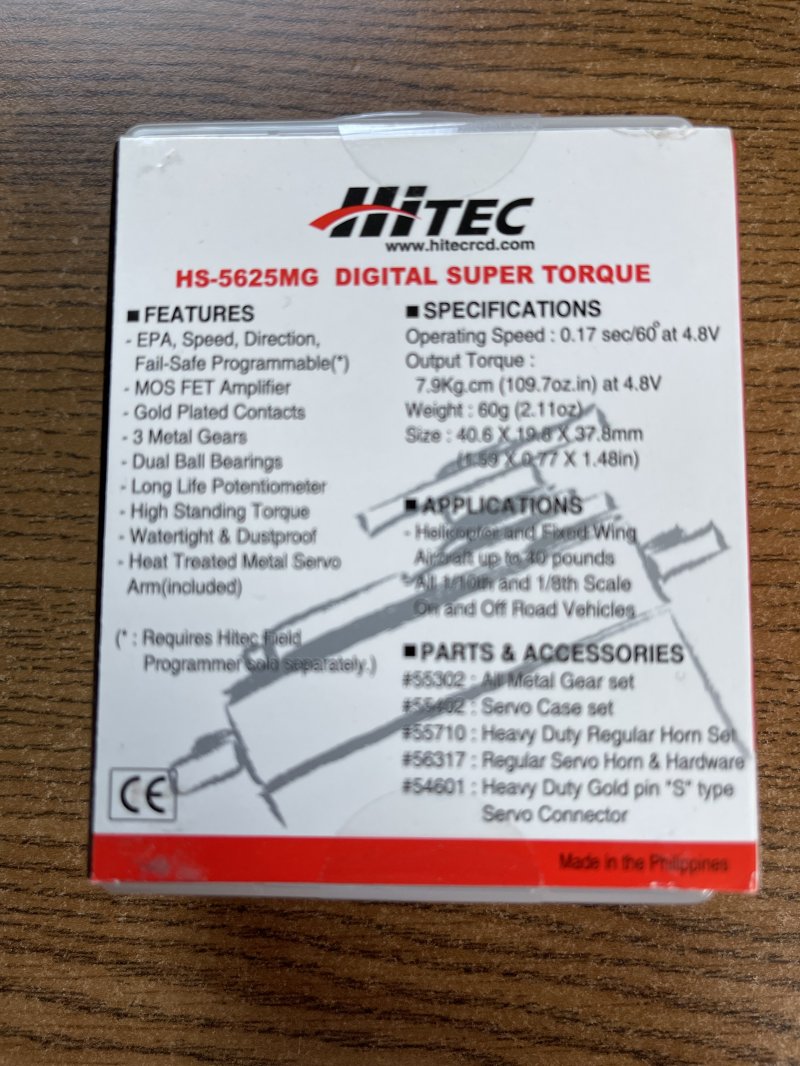 HiTEC
www.hitecrcd.com
HS-5625MG DIGITAL SUPER TORQUE
■ FEATURES
- EPA, Speed, Direction,
Fail-Safe Programmable(*)
- MOS FET Amplifier
- Gold Plated Contacts
- 3 Metal Gears
- Dual Ball Bearings
- Long Life Potentiometer
- High Standing Torque
- Watertight & Dustproof
- Heat Treated Metal Servo
Arm(included)
(* : Requires Hitec Field
Programmer sold separately.)
■ SPECIFICATIONS
Operating Speed : 0.17 sec/60° at 4.8V
Output Torque :
7.9Kg.cm (109.7oz.in) at 4.8V
Weight : 60g (2.11oz)
Size : 40.6 X 19.8 X 37.8mm
(1.59 X 0.77 X 1.48in)
■ APPLICATIONS
- Helicopter and Fixed Wing
Aircraft up to 40 pounds
- All 1/10th and 1/8th Scale
On and Off Road Vehicles
■ PARTS & ACCESSORIES
#55302 : All Metal Gear set
#55402 : Servo Case set
#55710 : Heavy Duty Regular Horn Set
#56317 : Regular Servo Horn & Hardware
#54601 : Heavy Duty Gold pin "S" type
Servo Connector
CE
Made in the Philippines